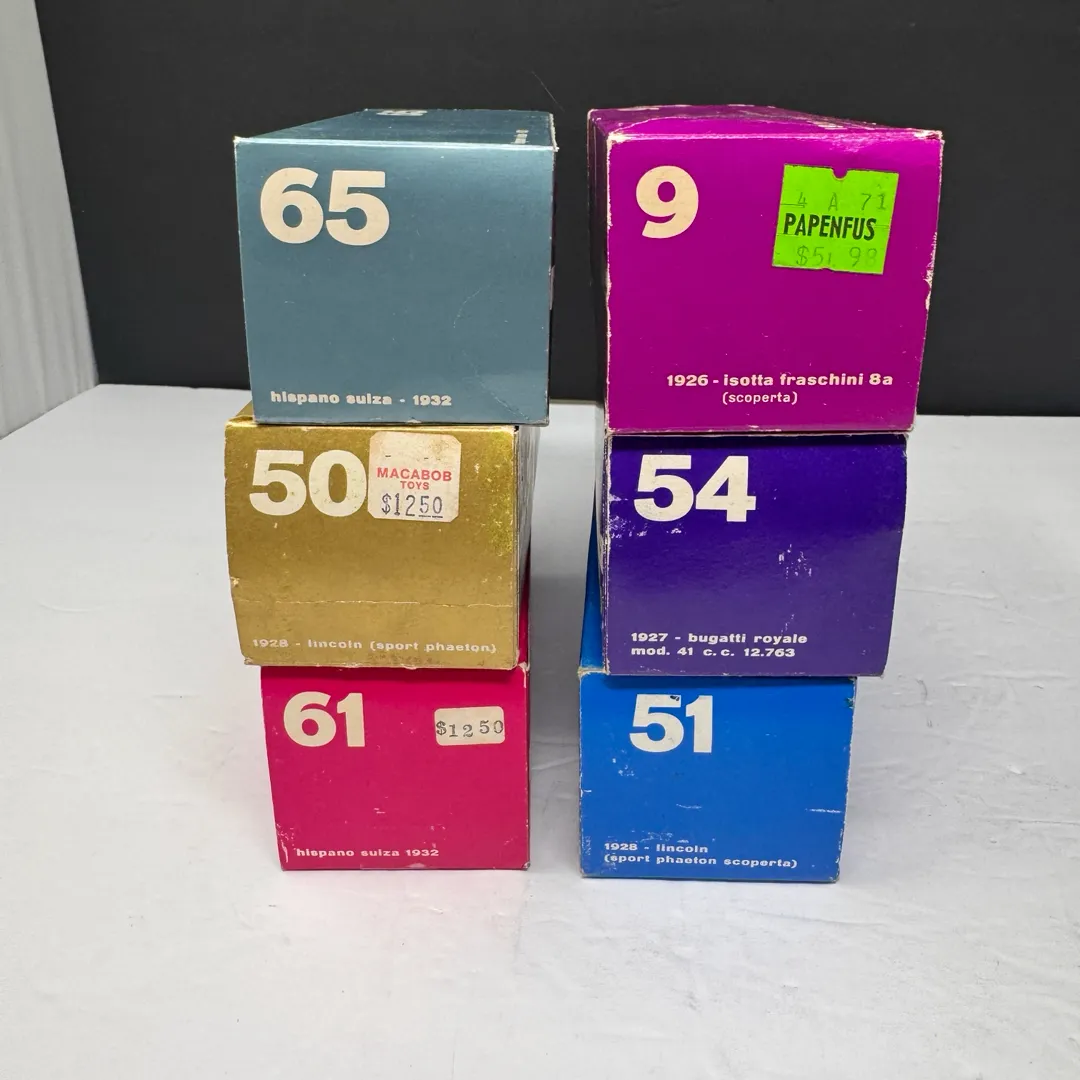 65
hispano suiza - 1932
9
4 A 71
PAPENFUS
$5 98
1926 - isotta fraschini 8a
(scoperta)
50
MACABOB
TOYS
$1250
1928 - lincoln (sport phaeton)
54
1927 - bugatti royale
mod. 41 c.c. 12.763
61
$1250
hispano suiza 1932
51
1928 - lincoln
(sport phaeton scoperta)